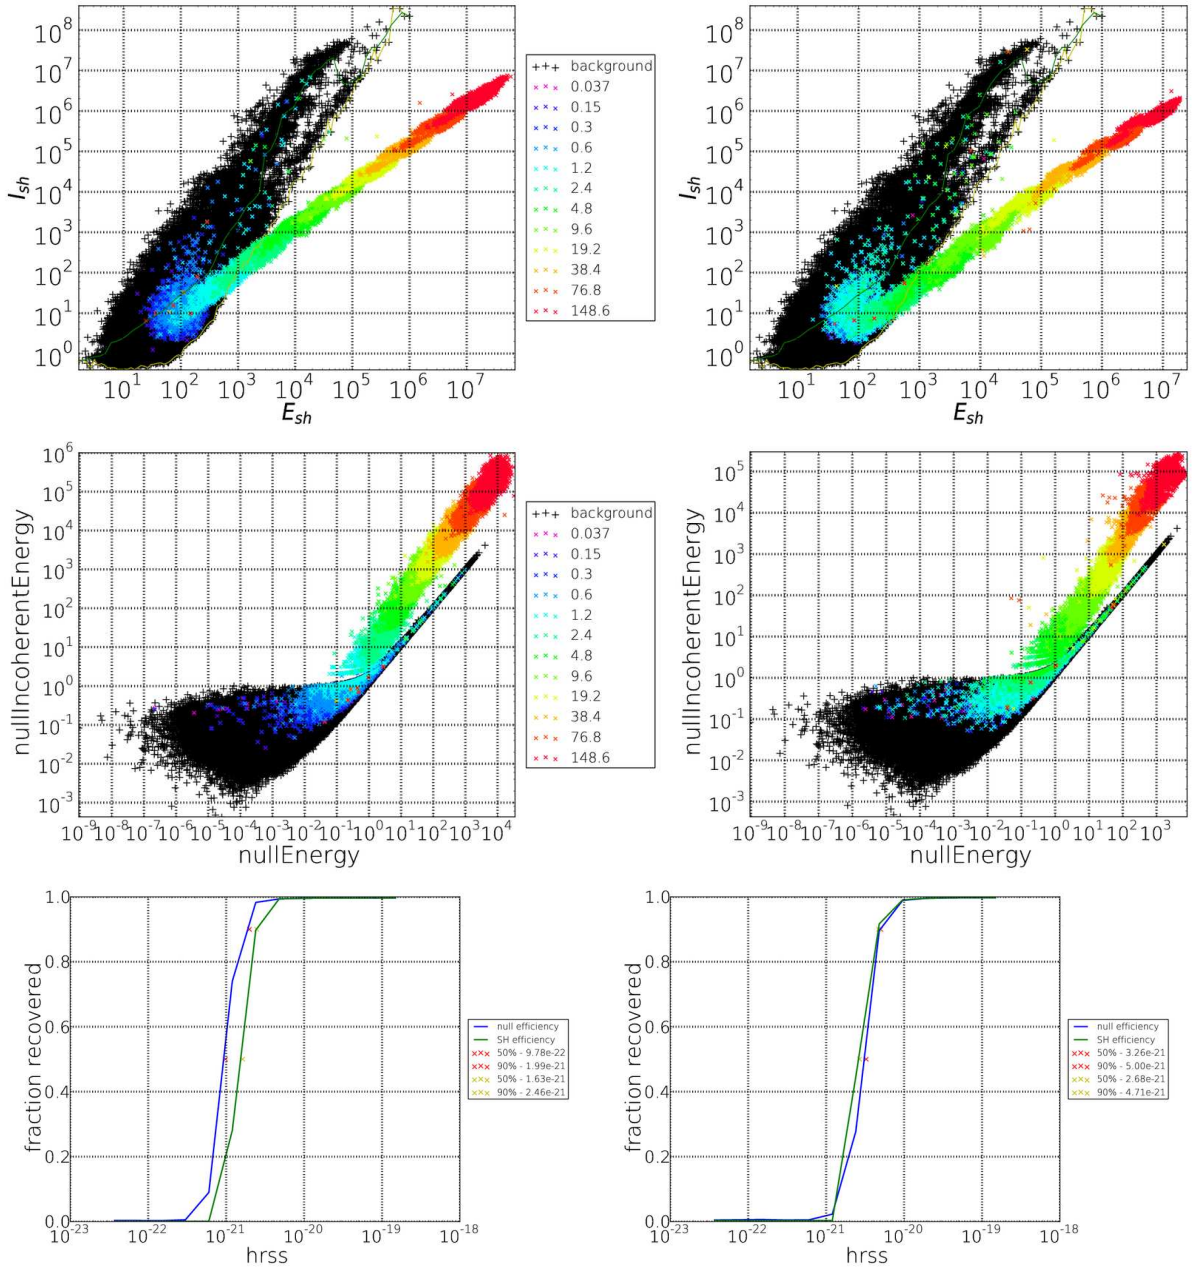 10^8
10^7
10^6
10^5
10^4
10^3
10^2
10^1
10^0
I_sh
10^1 10^2 10^3 10^4 10^5 10^6 10^7
E_sh
+++ background
0.037
0.15
0.3
0.6
1.2
2.4
4.8
9.6
19.2
38.4
76.8
148.6
10^8
10^7
10^6
10^5
10^4
10^3
10^2
10^1
10^0
I_sh
10^1 10^2 10^3 10^4 10^5 10^6 10^7
E_sh
10^6
10^5
10^4
10^3
10^2
10^1
10^0
10^-1
10^-2
10^-3
nullIncoherentEnergy
10^-9 10^-8 10^-7 10^-6 10^-5 10^-4 10^-3 10^-2 10^-1 10^0 10^1 10^2 10^3 10^4
nullEnergy
+++ background
0.037
0.15
0.3
0.6
1.2
2.4
4.8
9.6
19.2
38.4
76.8
148.6
10^5
10^4
10^3
10^2
10^1
10^0
10^-1
10^-2
10^-3
nullIncoherentEnergy
10^-9 10^-8 10^-7 10^-6 10^-5 10^-4 10^-3 10^-2 10^-1 10^0 10^1 10^2 10^3
nullEnergy
1.0
0.8
0.6
0.4
0.2
0.0
fraction recovered
10^-23 10^-22 10^-21 10^-20 10^-19 10^-18
hrss
null efficiency
SH efficiency
50% - 9.78e-22
90% - 1.99e-21
50% - 1.63e-21
90% - 2.46e-21
1.0
0.8
0.6
0.4
0.2
0.0
fraction recovered
10^-23 10^-22 10^-21 10^-20 10^-19 10^-18
hrss
null efficiency
SH efficiency
50% - 3.26e-21
90% - 5.00e-21
50% - 2.68e-21
90% - 4.71e-21